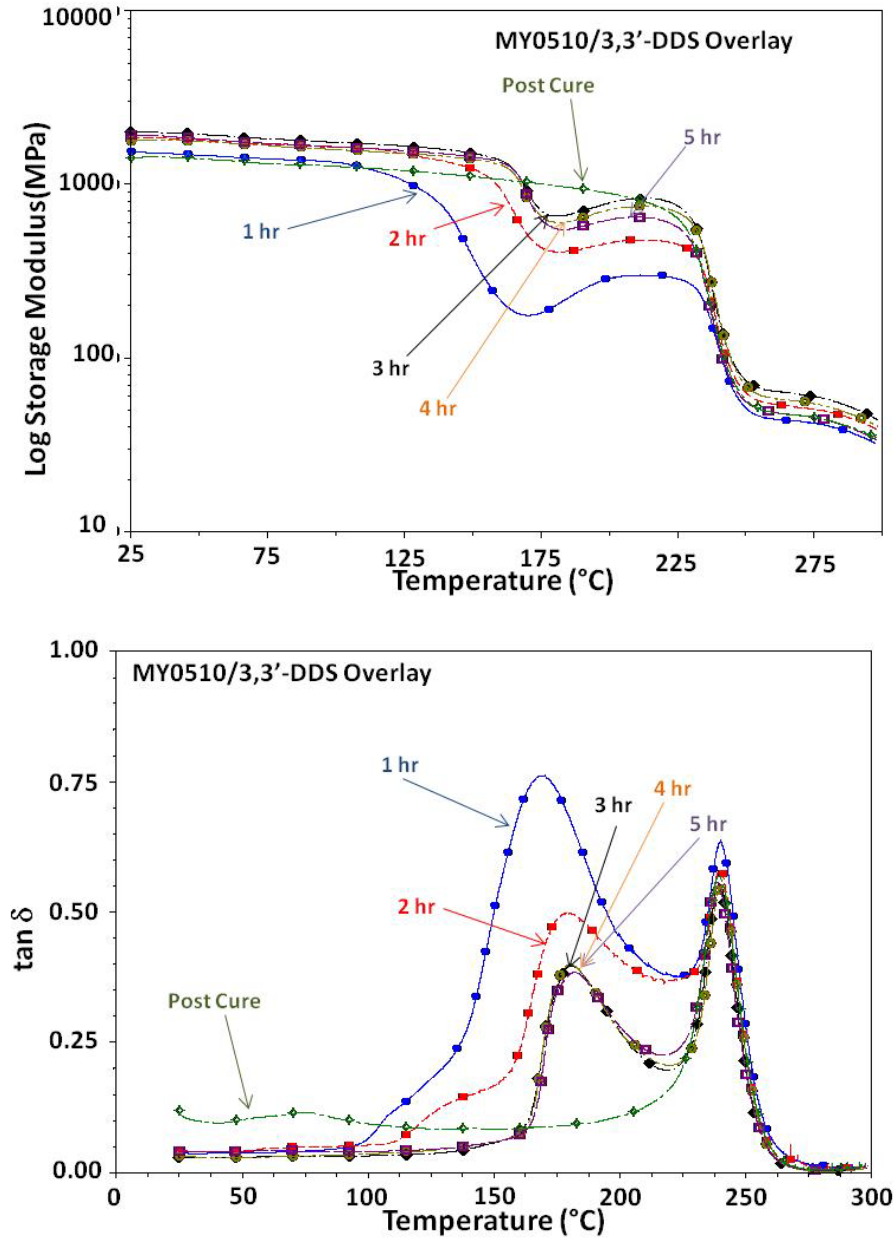 10000
MY0510/3,3'-DDS Overlay
Post Cure
5 hr
1000
1 hr
2 hr
Log Storage Modulus(MPa)
100
3 hr
4 hr
10
25 75 125 175 225 275
Temperature (°C)
1.00
MY0510/3,3'-DDS Overlay
1 hr
4 hr
3 hr
5 hr
0.75
tan δ
0.50
2 hr
Post Cure
0.25
0.00
0 50 100 150 200 250 300
Temperature (°C)